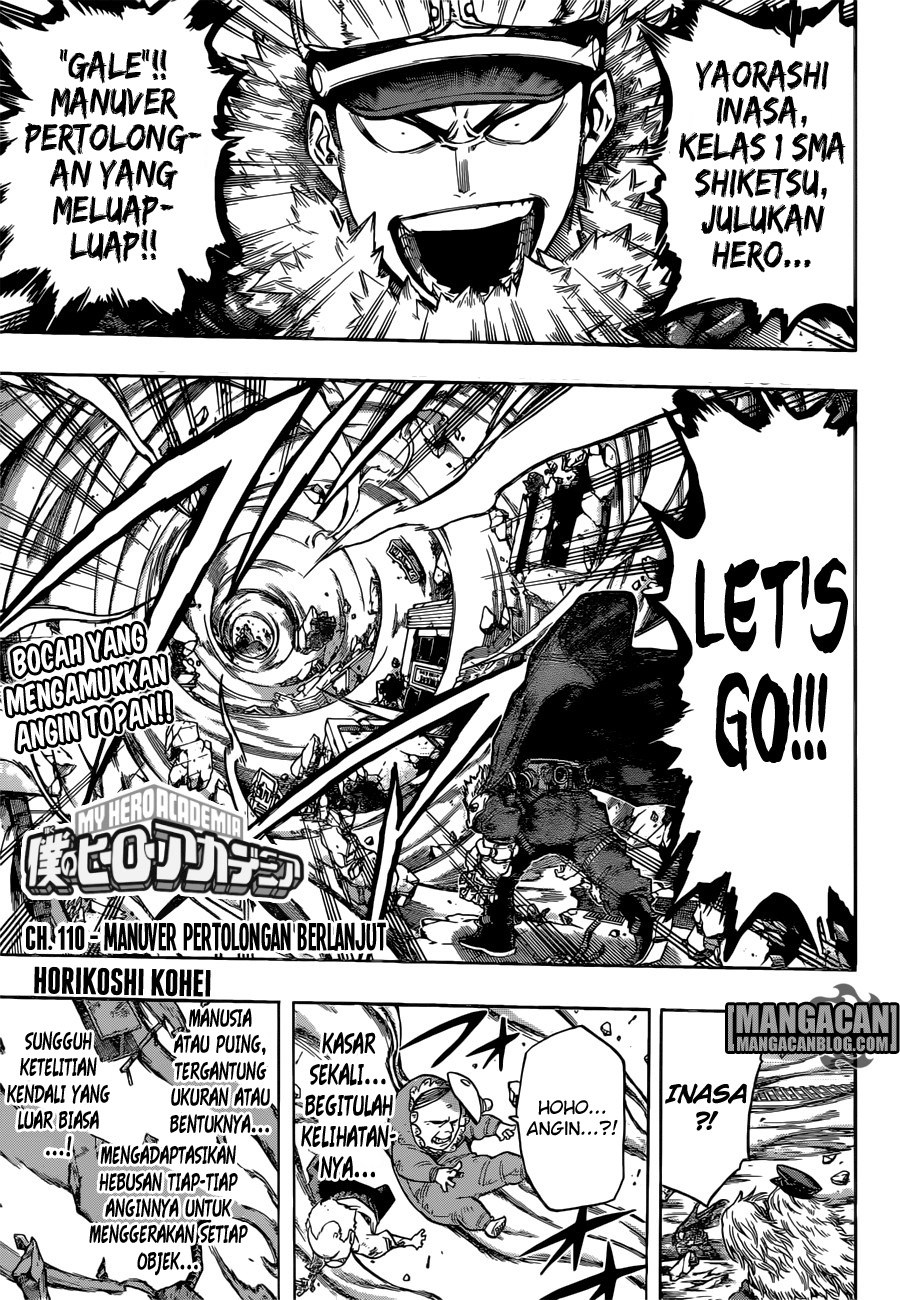 YAORASHI
INASA,
KELAS 1 SMA
SHIKETSU,
JULUKAN
HERO...
"GALE"!!
MANUVER
PERTOLONG-
AN YANG
MELUAP-
LUAP!!
LET'S
GO!!!
BOCAH YANG
MENGAMUKKAN
ANGIN TOPAN!!
MY HERO ACADEMIA
僕のヒーローアカデミア
CH. 110 - MANUVER PERTOLONGAN BERLANJUT
HORIKOSHI KOHEI
[MANGACAN]
MANGACANBLOG.COM
INASA
?!
HOHO...
ANGIN...?!
KASAR
SEKALI...
BEGITULAH
KELIHATAN-
NYA...
MANUSIA
ATAU PUING,
TERGANTUNG
UKURAN ATAU
BENTUKNYA...
MENGADAPTASIKAN
HEBUSAN TIAP-TIAP
ANGINNYA UNTUK
MENGGERAKAN SETIAP
OBJEK...
SUNGGUH
KETELITIAN
KENDALI YANG
LUAR BIASA
...!